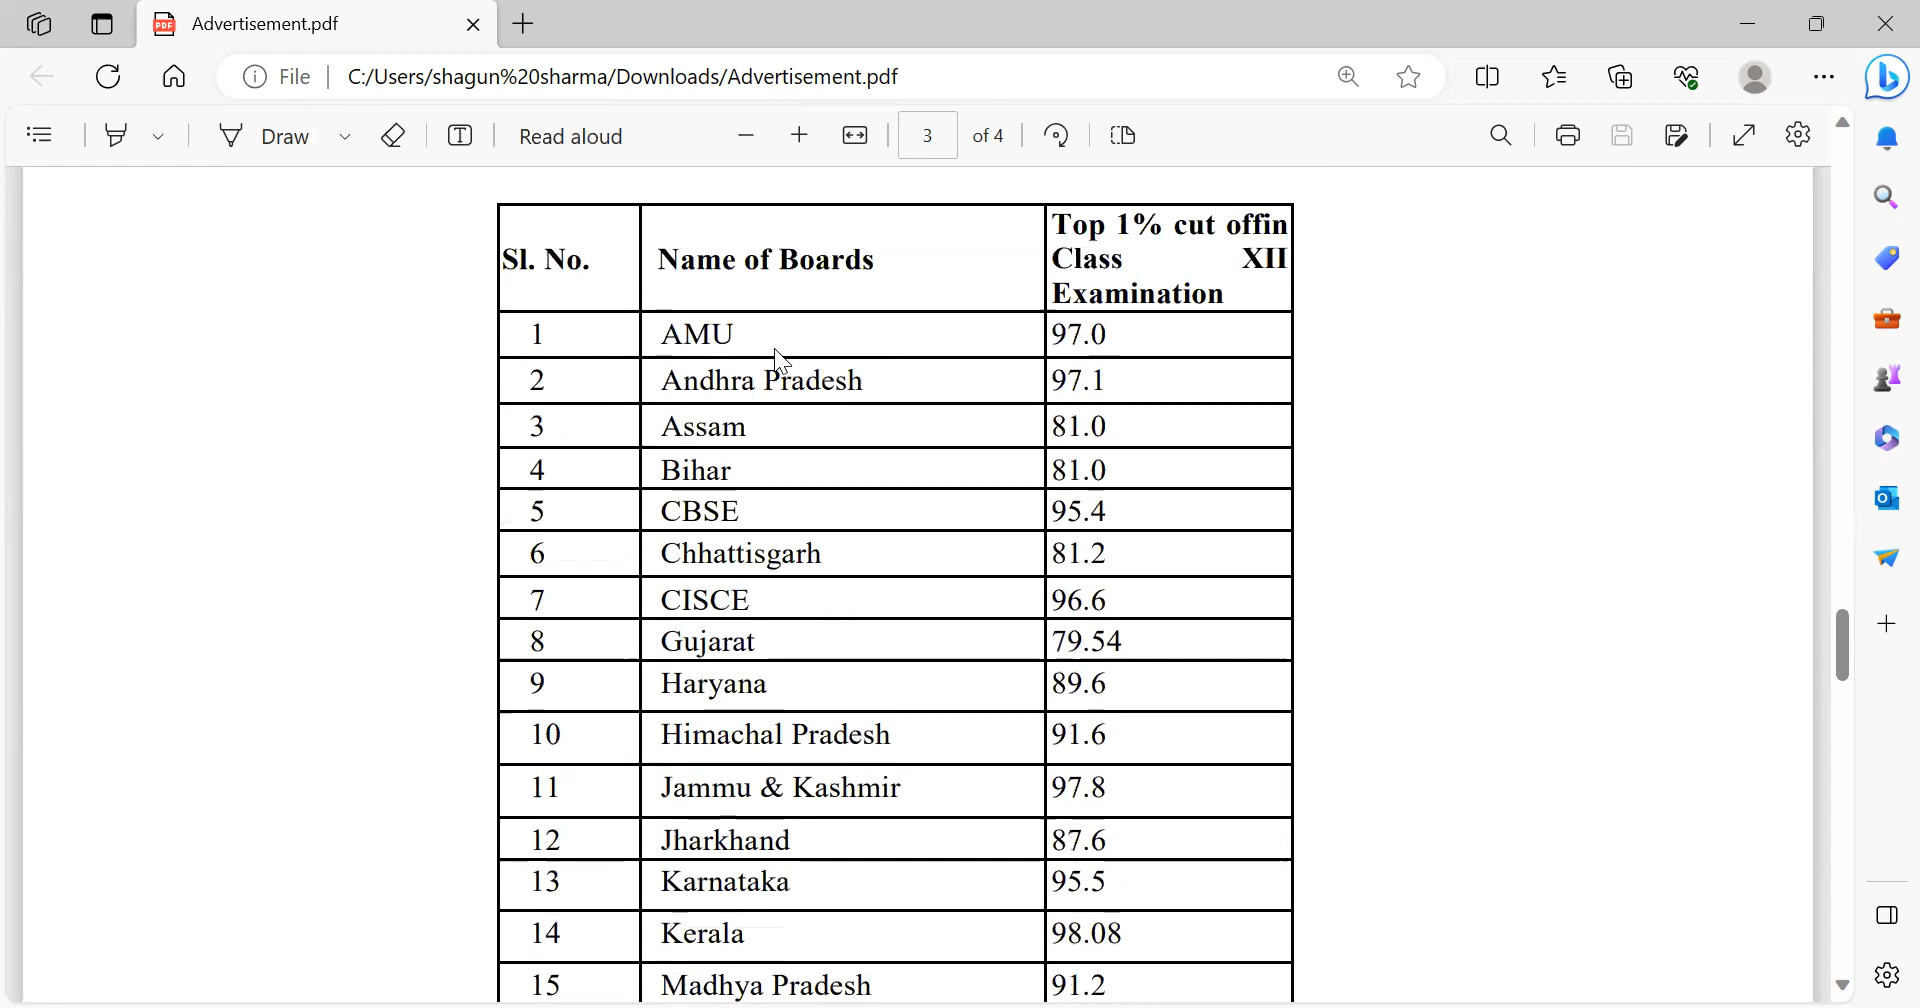 Advertisement.pdf
File C:/Users/shagun%20sharma/Downloads/Advertisement.pdf
Draw Read aloud 3 of 4
Sl. No. Name of Boards Top 1% cut offin
Class XII
Examination
1 AMU 97.0
2 Andhra Pradesh 97.1
3 Assam 81.0
4 Bihar 81.0
5 CBSE 95.4
6 Chhattisgarh 81.2
7 CISCE 96.6
8 Gujarat 79.54
9 Haryana 89.6
10 Himachal Pradesh 91.6
11 Jammu & Kashmir 97.8
12 Jharkhand 87.6
13 Karnataka 95.5
14 Kerala 98.08
15 Madhya Pradesh 91.2